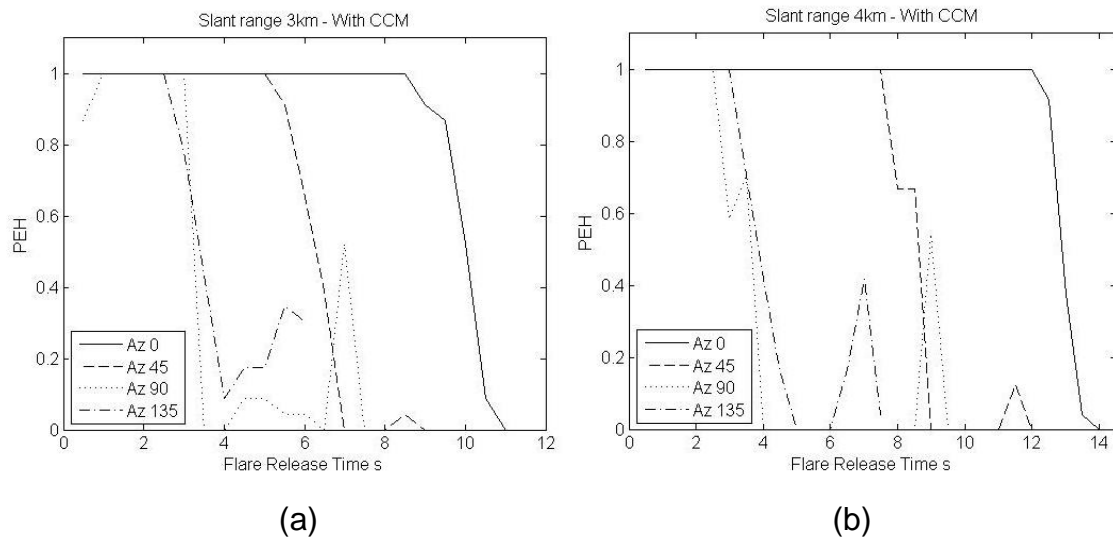 Slant range 3km - With CCM
PEH
1
0.8
0.6
0.4
0.2
0
0 2 4 6 8 10 12
Flare Release Time s
Az 0
Az 45
Az 90
Az 135
(a)
Slant range 4km - With CCM
PEH
1
0.8
0.6
0.4
0.2
0
0 2 4 6 8 10 12 14
Flare Release Time s
Az 0
Az 45
Az 90
Az 135
(b)